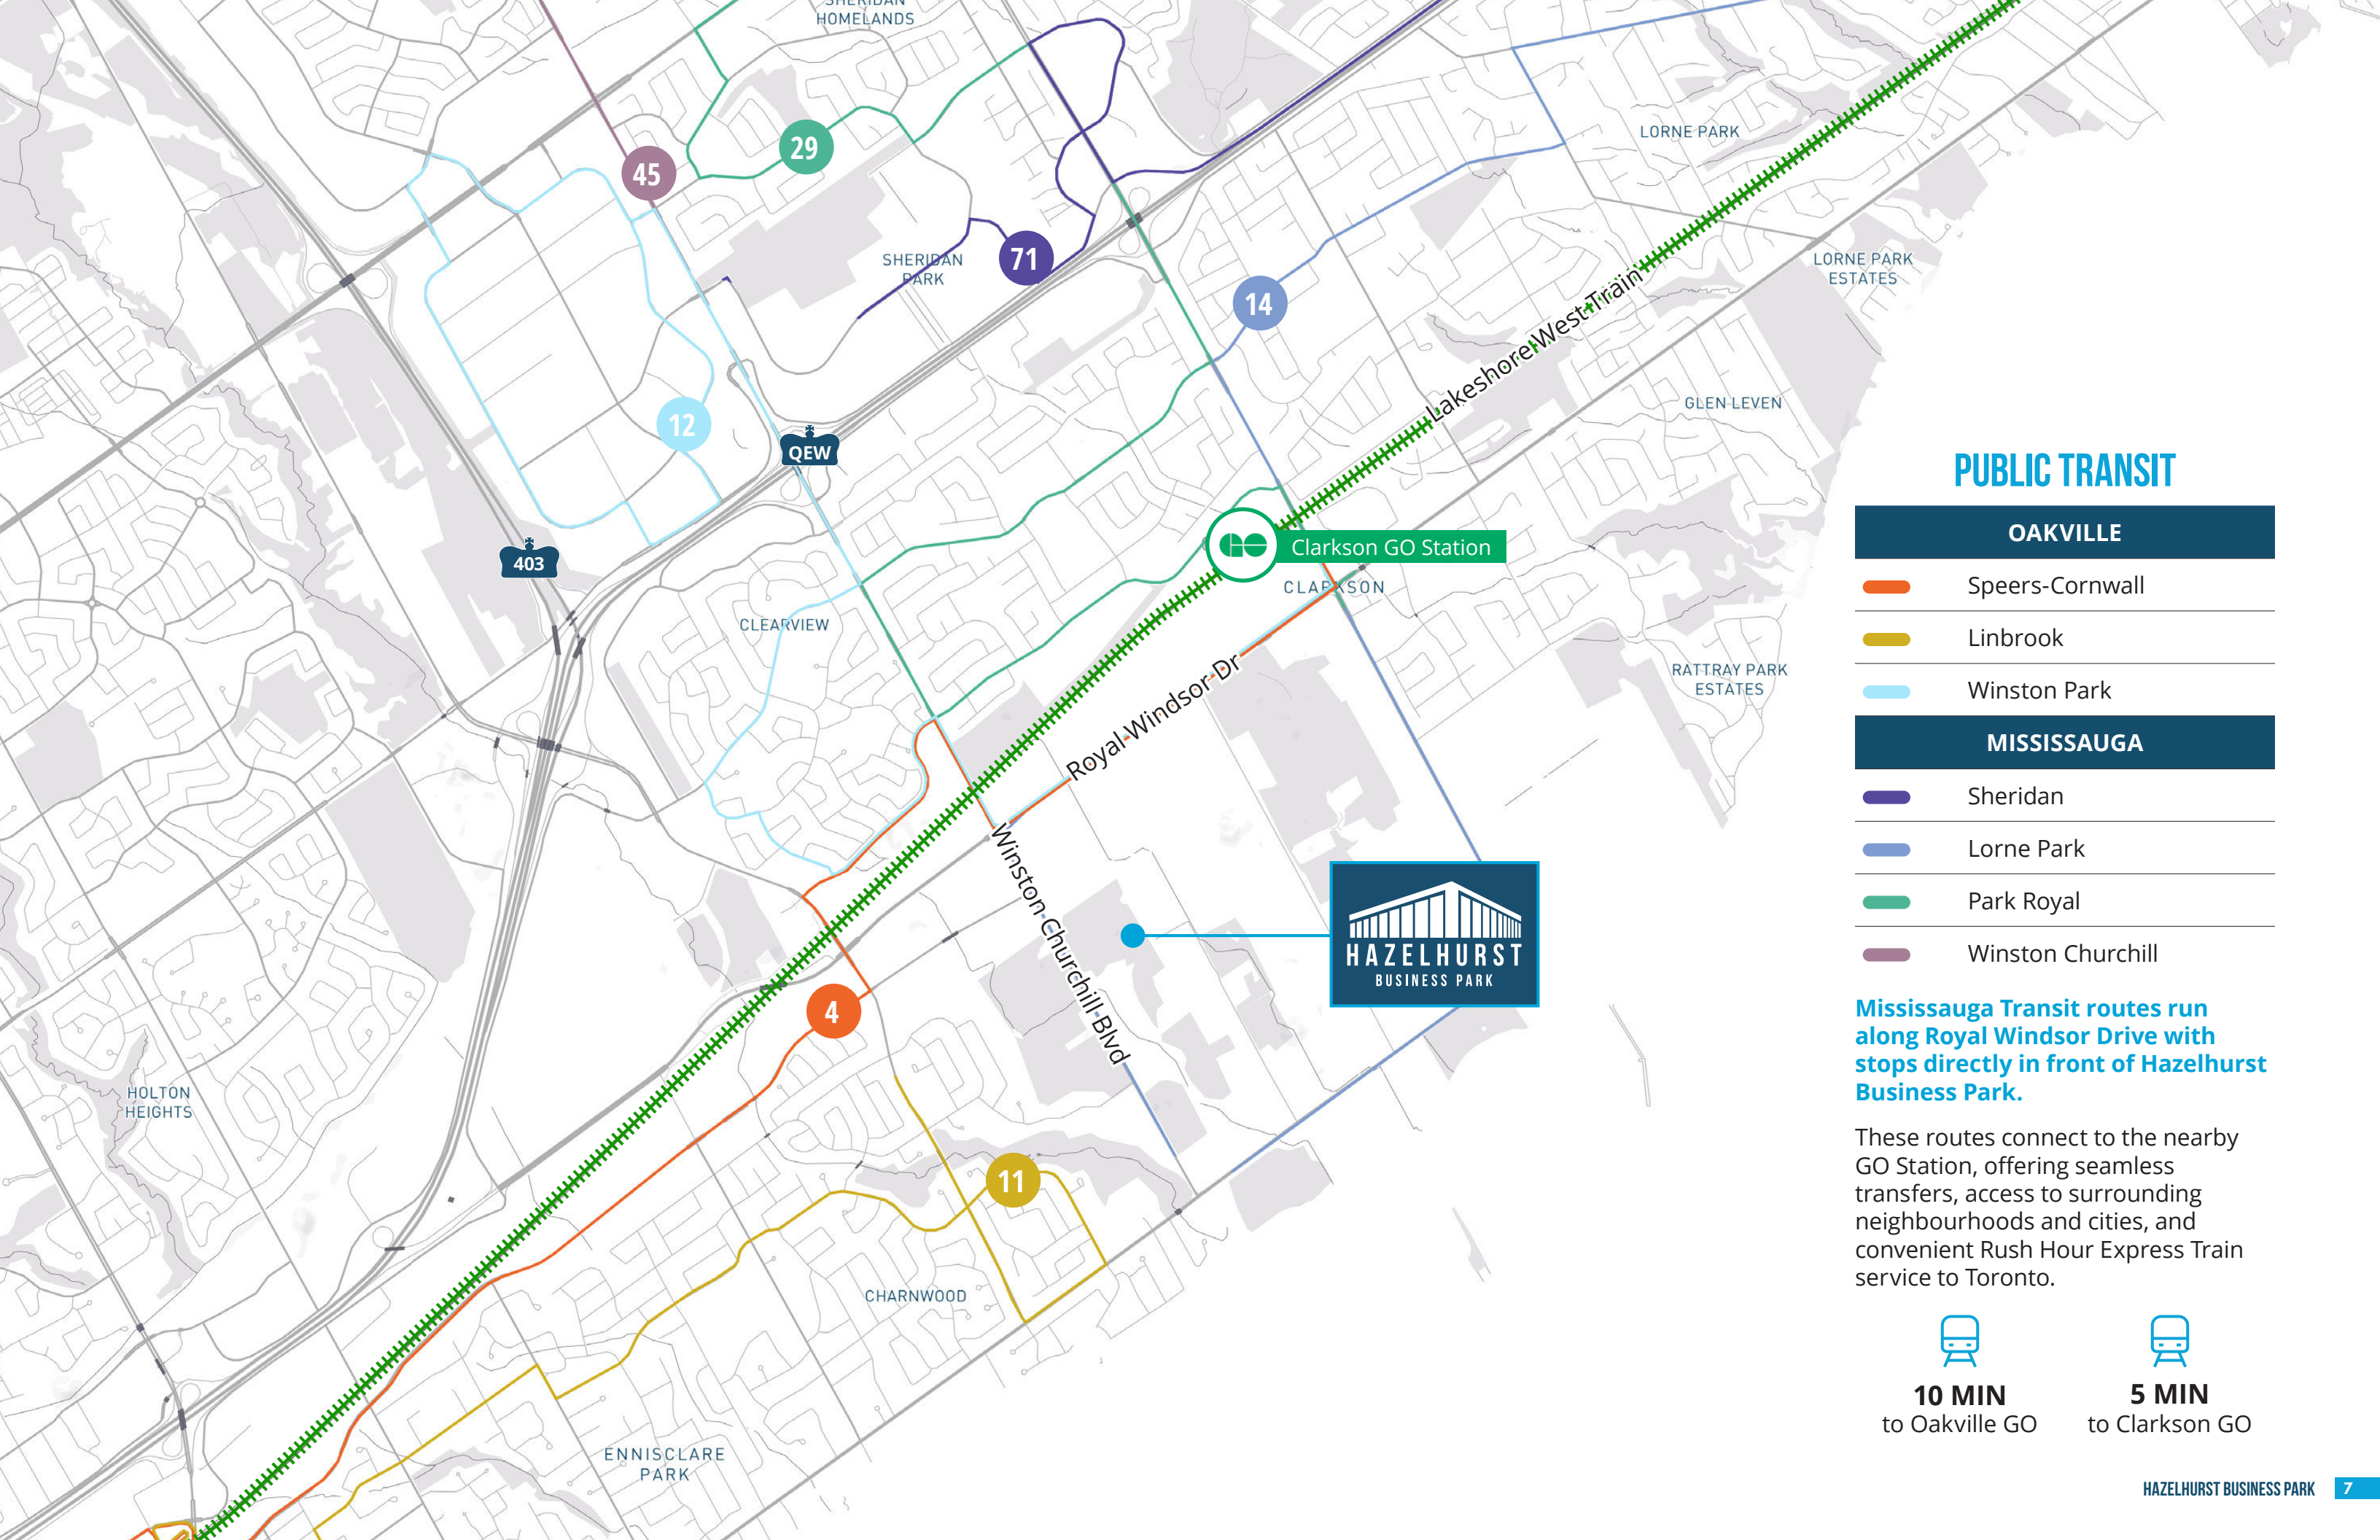 SHERIDAN
HOMELANDS
LORNE PARK
29
45
SHERIDAN
PARK
71
LORNE PARK
ESTATES
14
Lakeshore West Train
GLEN LEVEN
12
QEW
403
Clarkson GO Station
CLARKSON
CLEARVIEW
RATTRAY PARK
ESTATES
Royal Windsor Dr
Winston Churchill Blvd
HAZELHURST
BUSINESS PARK
4
HOLTON
HEIGHTS
11
CHARNWOOD
ENNISCLARE
PARK
PUBLIC TRANSIT
OAKVILLE
Speers-Cornwall
Linbrook
Winston Park
MISSISSAUGA
Sheridan
Lorne Park
Park Royal
Winston Churchill
Mississauga Transit routes run
along Royal Windsor Drive with
stops directly in front of Hazelhurst
Business Park.
These routes connect to the nearby
GO Station, offering seamless
transfers, access to surrounding
neighbourhoods and cities, and
convenient Rush Hour Express Train
service to Toronto.
10 MIN
to Oakville GO
5 MIN
to Clarkson GO
HAZELHURST BUSINESS PARK 7